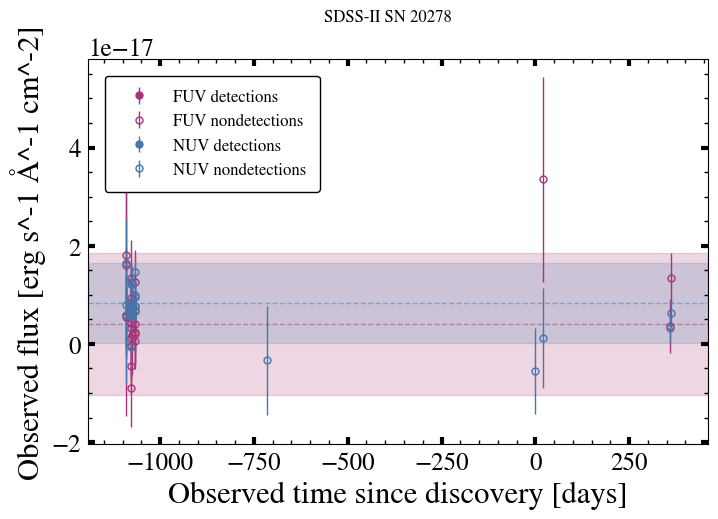 SDSS-II SN 20278
1e−17
Observed flux [erg s^-1 Å^-1 cm^-2]
4
2
0
−2
FUV detections
FUV nondetections
NUV detections
NUV nondetections
−1000 −750 −500 −250 0 250
Observed time since discovery [days]